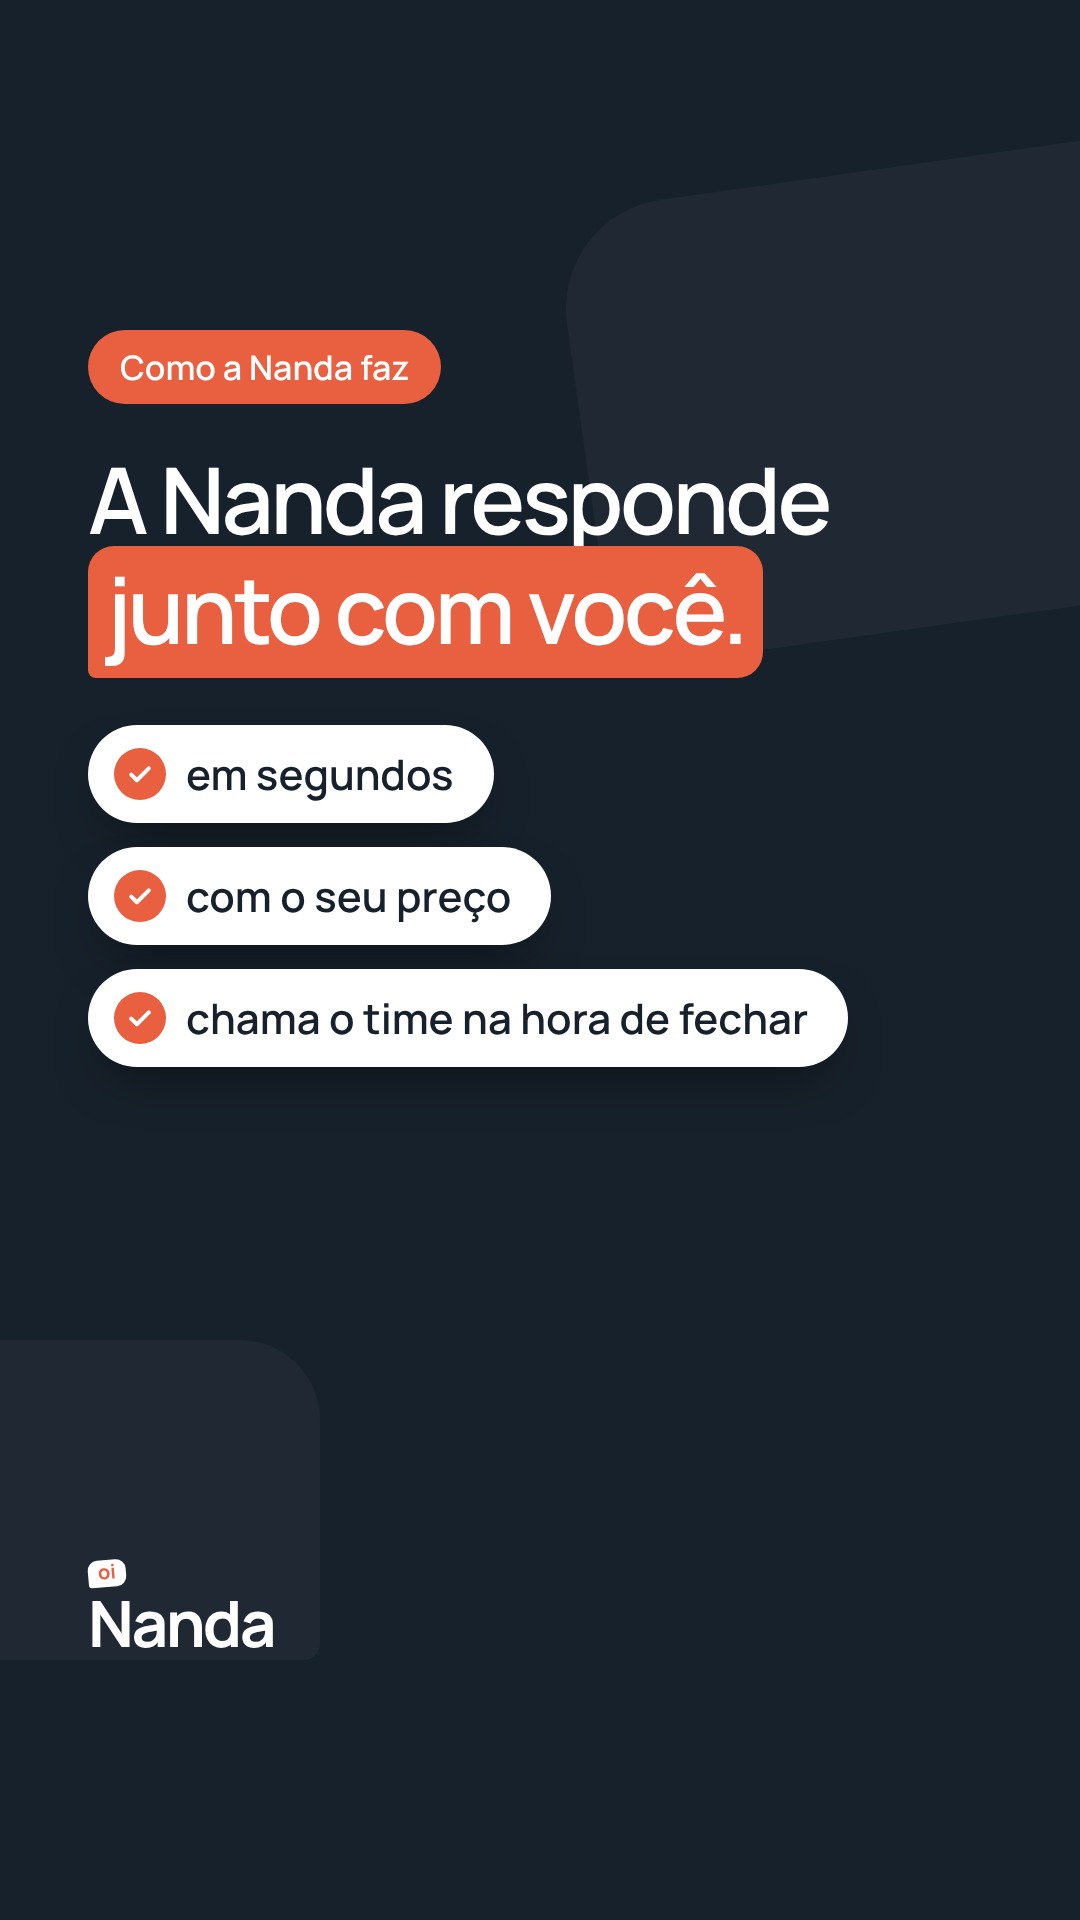 Como a Nanda faz
A Nanda responde
junto com você.
em segundos
com o seu preço
chama o time na hora de fechar
oi
Nanda